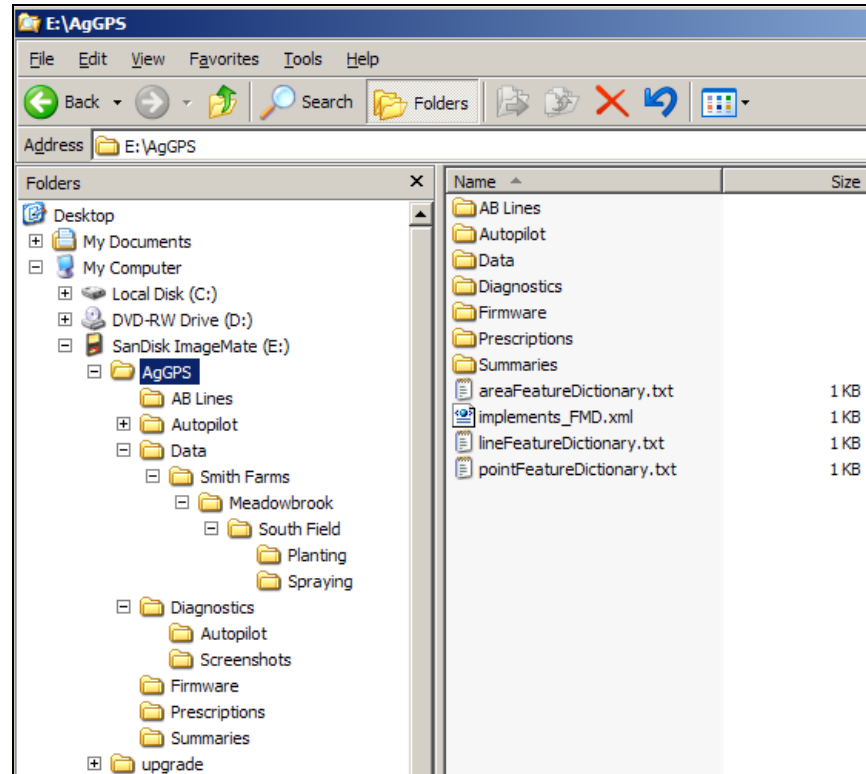 E:\AgGPS
File Edit View Favorites Tools Help
Back Search Folders
Address E:\AgGPS
Folders
Desktop
My Documents
My Computer
Local Disk (C:)
DVD-RW Drive (D:)
SanDisk ImageMate (E:)
AgGPS
AB Lines
Autopilot
Data
Smith Farms
Meadowbrook
South Field
Planting
Spraying
Diagnostics
Autopilot
Screenshots
Firmware
Prescriptions
Summaries
upgrade
Name Size
AB Lines
Autopilot
Data
Diagnostics
Firmware
Prescriptions
Summaries
areaFeatureDictionary.txt 1 KB
implements_FMD.xml 1 KB
lineFeatureDictionary.txt 1 KB
pointFeatureDictionary.txt 1 KB